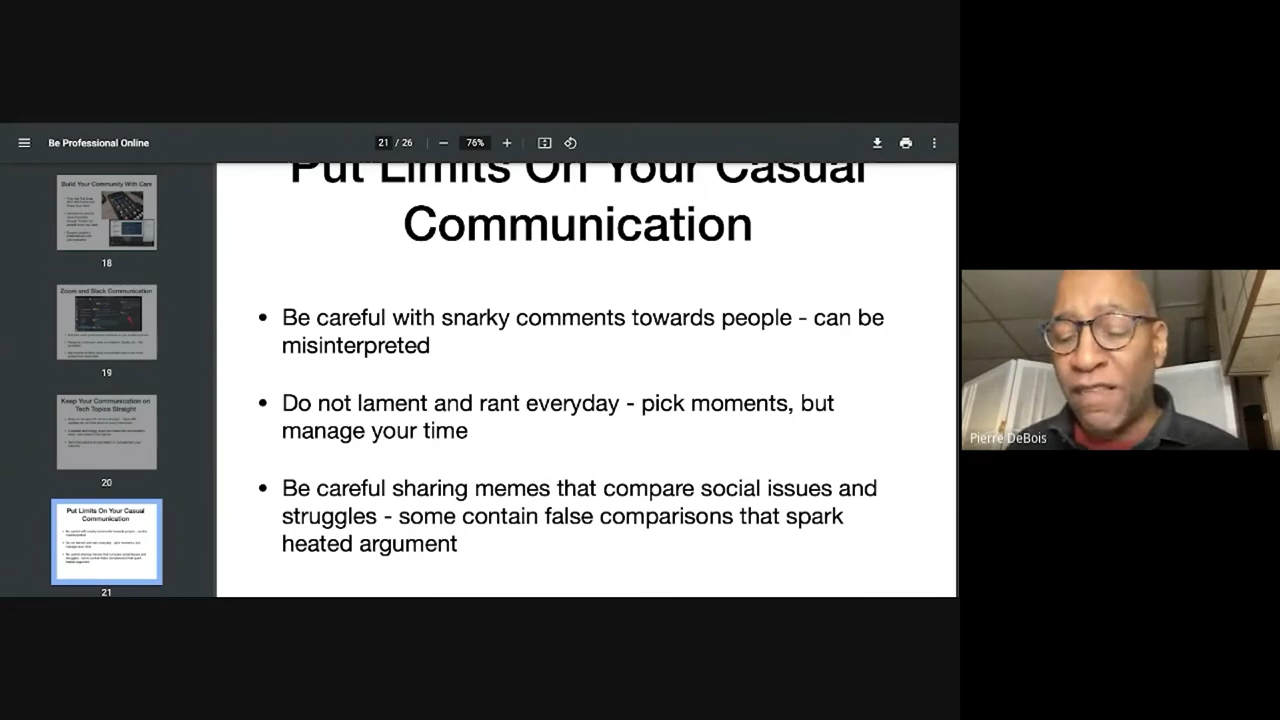 Be Professional Online
21 / 26
76%
Put Limits On Your Casual
Communication
• Be careful with snarky comments towards people - can be
misinterpreted
• Do not lament and rant everyday - pick moments, but
manage your time
• Be careful sharing memes that compare social issues and
struggles - some contain false comparisons that spark
heated argument
Build Your Community With Care
18
Zoom and Slack Communication
19
Keep Your Communication on
Tech Topics Straight
20
Put Limits On Your Casual
Communication
21
Pierre DeBois